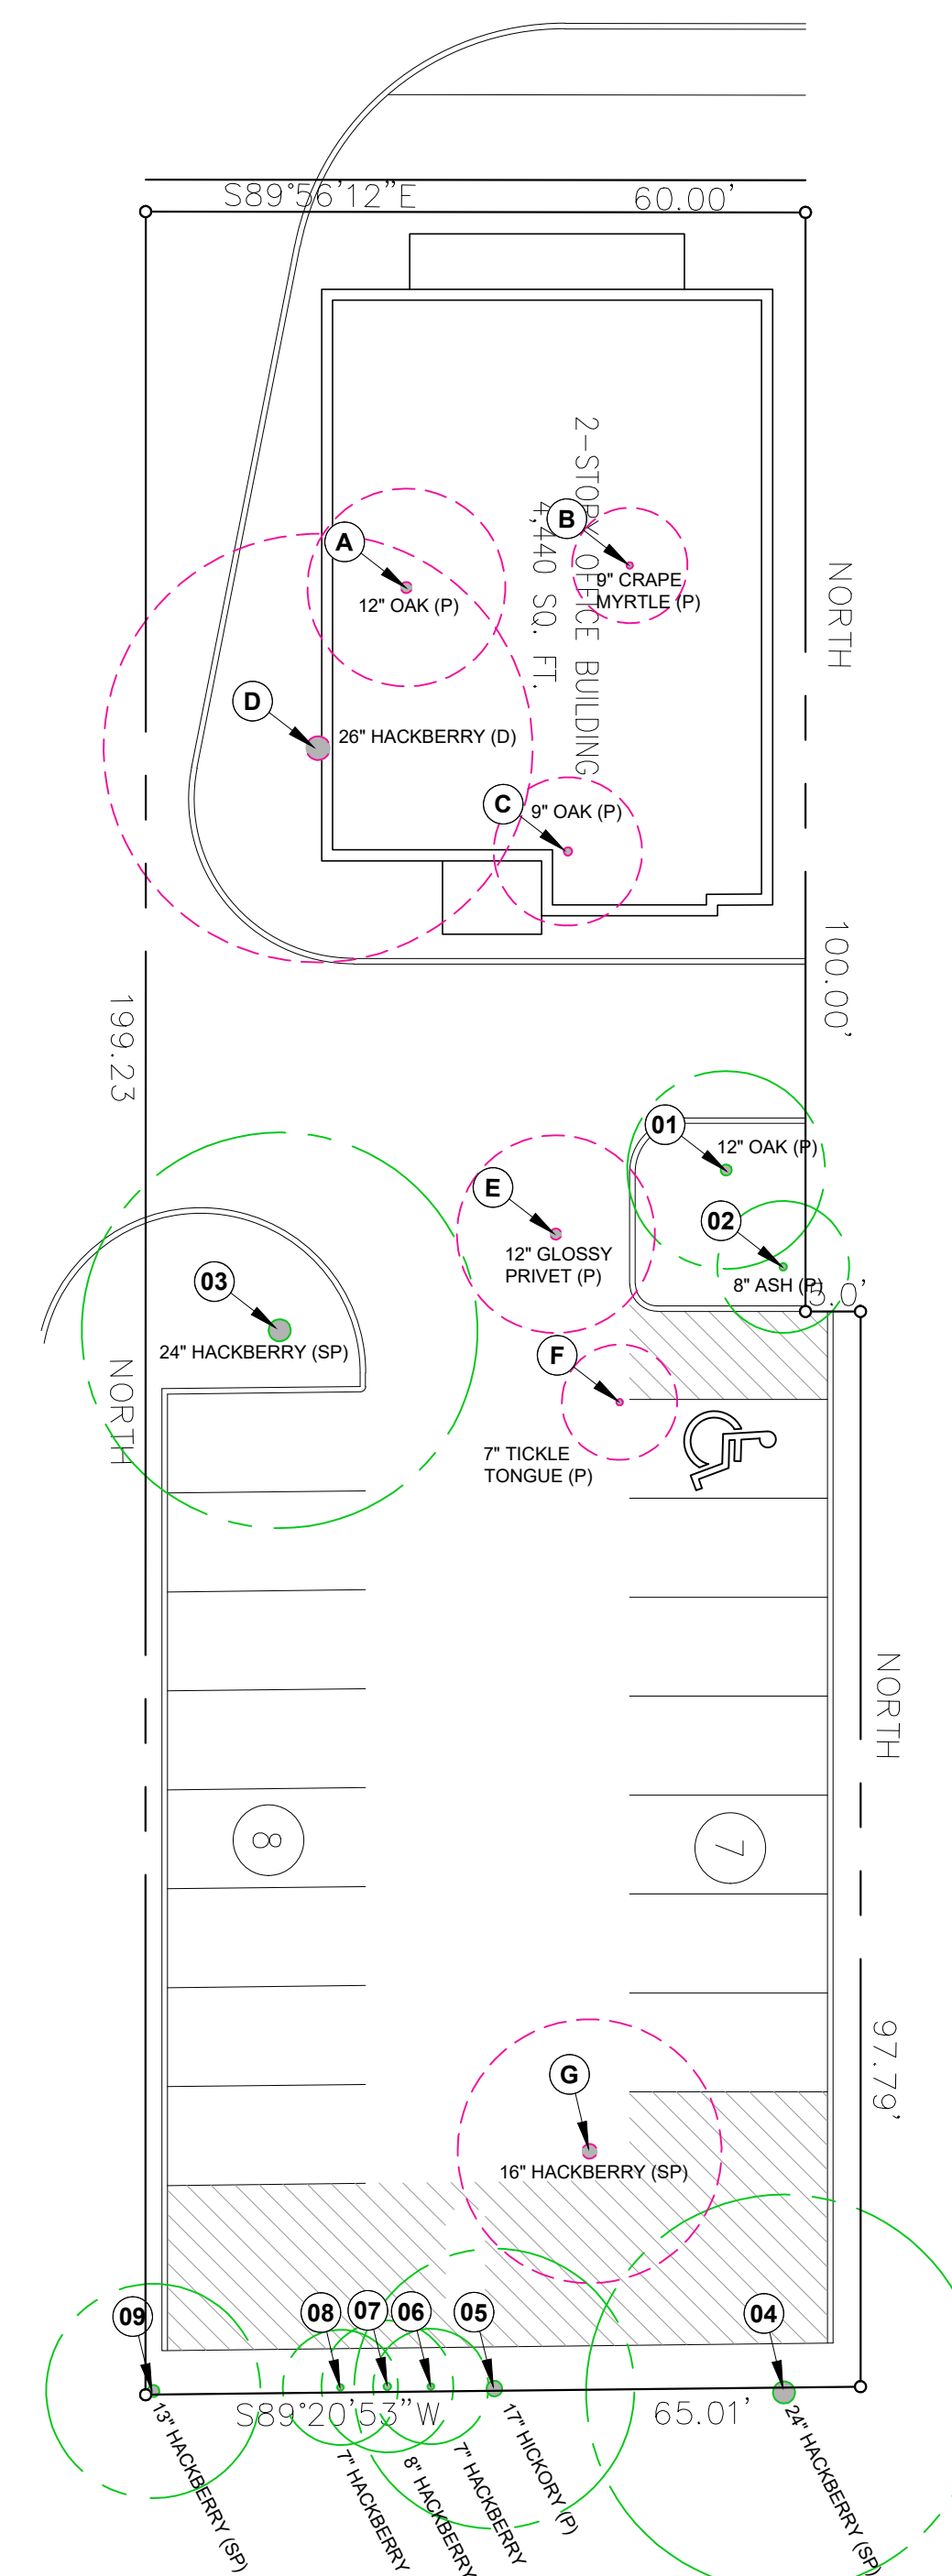 S89°56'12"E
60.00'
2-STORY OFFICE BUILDING
4,440 SQ. FT.
A
12" OAK (P)
B
9" CRAPE
MYRTLE (P)
NORTH
D
26" HACKBERRY (D)
C
9" OAK (P)
100.00'
199.23
01
12" OAK (P)
E
12" GLOSSY
PRIVET (P)
02
8" ASH (P)
5.0'
03
24" HACKBERRY (SP)
NORTH
F
7" TICKLE
TONGUE (P)
NORTH
8
7
97.79'
G
16" HACKBERRY (SP)
09
08
07
06
05
04
S89°20'53"W
65.01'
13" HACKBERRY (SP)
7" HACKBERRY
8" HACKBERRY
7" HACKBERRY
17" HICKORY (P)
24" HACKBERRY (SP)